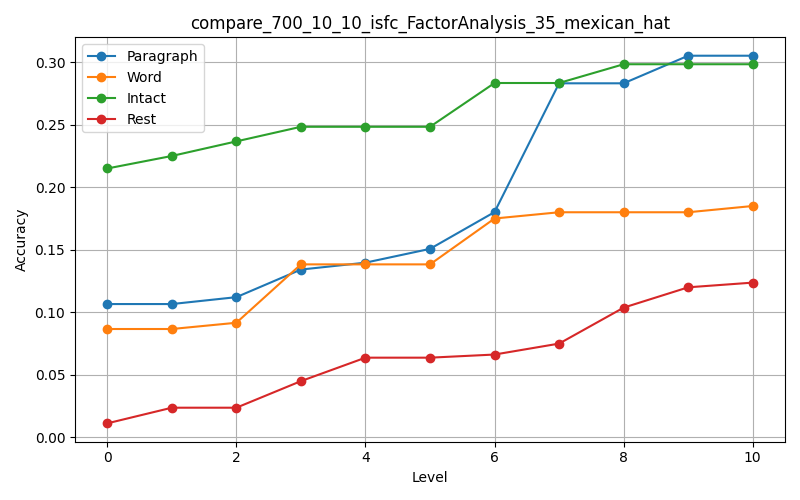 compare_700_10_10_isfc_FactorAnalysis_35_mexican_hat
Paragraph
Word
Intact
Rest
Accuracy
0.30
0.25
0.20
0.15
0.10
0.05
0.00
0 2 4 6 8 10
Level